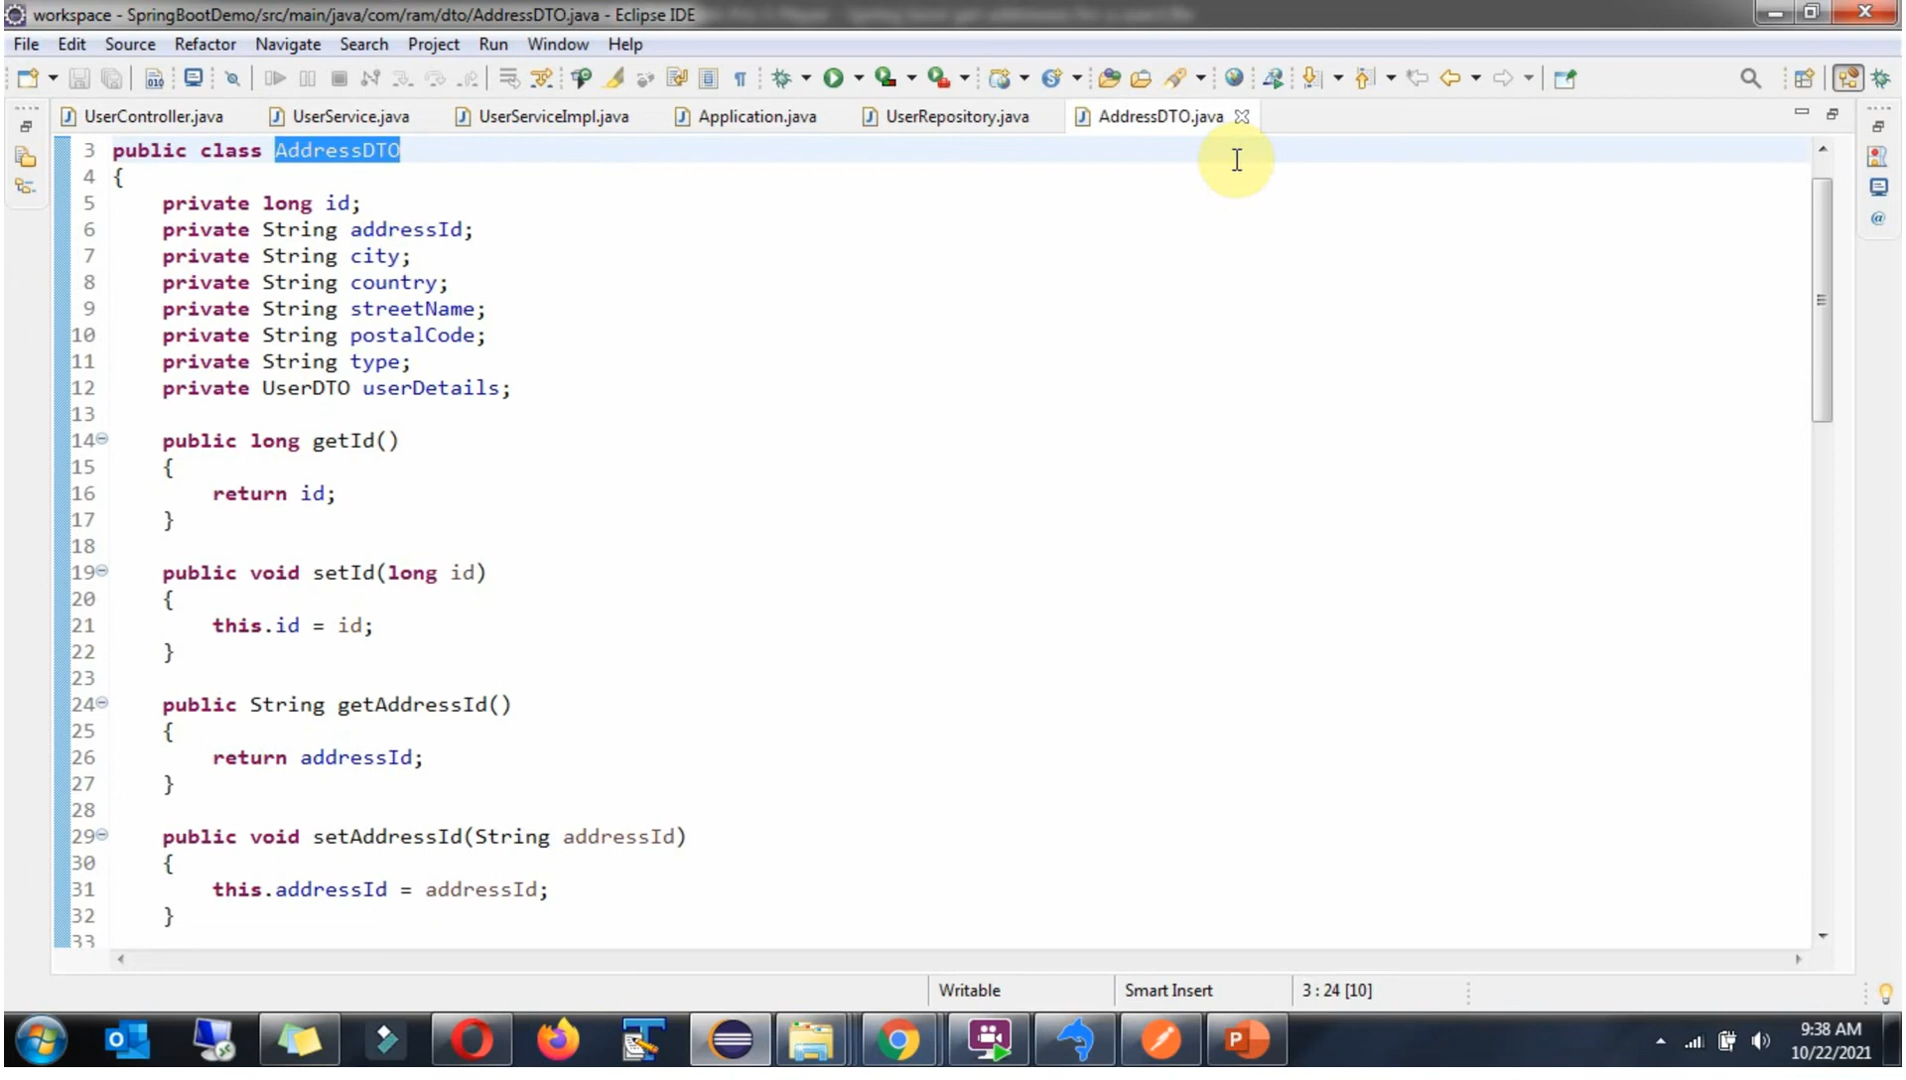 workspace - SpringBootDemo/src/main/java/com/ram/dto/AddressDTO.java - Eclipse IDE
File Edit Source Refactor Navigate Search Project Run Window Help
UserController.java UserService.java UserServiceImpl.java Application.java UserRepository.java AddressDTO.java
3 public class AddressDTO
4 {
5 private long id;
6 private String addressId;
7 private String city;
8 private String country;
9 private String streetName;
10 private String postalCode;
11 private String type;
12 private UserDTO userDetails;
13
14 public long getId()
15 {
16 return id;
17 }
18
19 public void setId(long id)
20 {
21 this.id = id;
22 }
23
24 public String getAddressId()
25 {
26 return addressId;
27 }
28
29 public void setAddressId(String addressId)
30 {
31 this.addressId = addressId;
32 }
33
Writable Smart Insert 3 : 24 [10]
9:38 AM
10/22/2021